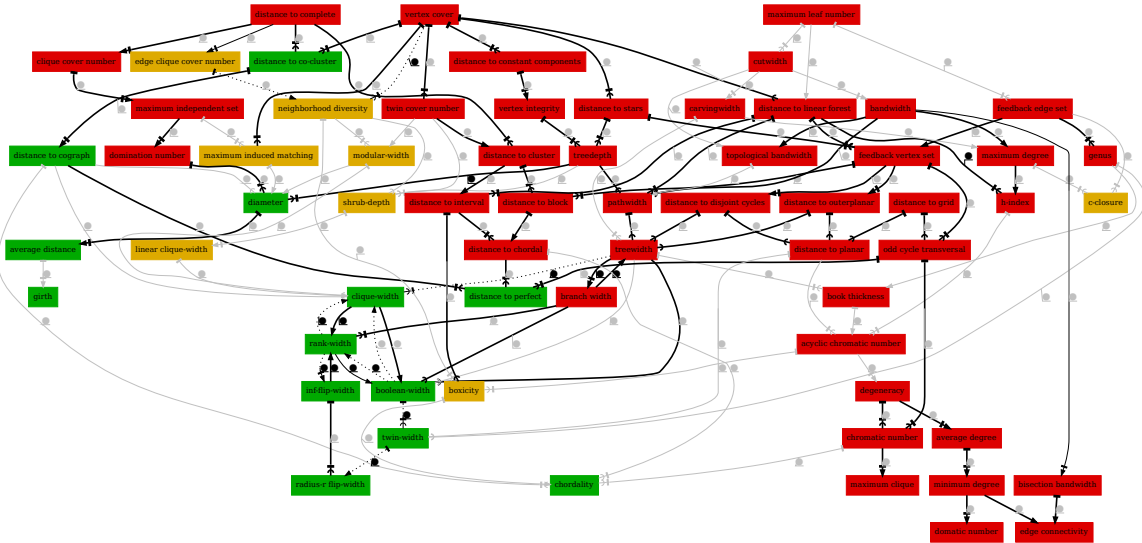 distance to complete
vertex cover
maximum leaf number
clique cover number
edge clique cover number
distance to co-cluster
distance to constant components
cutwidth
maximum independent set
neighborhood diversity
twin cover number
vertex integrity
distance to stars
carvingwidth
distance to linear forest
bandwidth
feedback edge set
distance to cograph
domination number
maximum induced matching
modular-width
distance to cluster
treedepth
topological bandwidth
feedback vertex set
maximum degree
genus
diameter
shrub-depth
distance to interval
distance to block
pathwidth
distance to disjoint cycles
distance to outerplanar
distance to grid
h-index
c-closure
average distance
linear clique-width
distance to chordal
treewidth
distance to planar
odd cycle transversal
girth
clique-width
distance to perfect
branch width
book thickness
rank-width
acyclic chromatic number
inf-flip-width
boolean-width
boxicity
degeneracy
twin-width
chromatic number
average degree
radius-r flip-width
chordality
maximum clique
minimum degree
bisection bandwidth
domatic number
edge connectivity